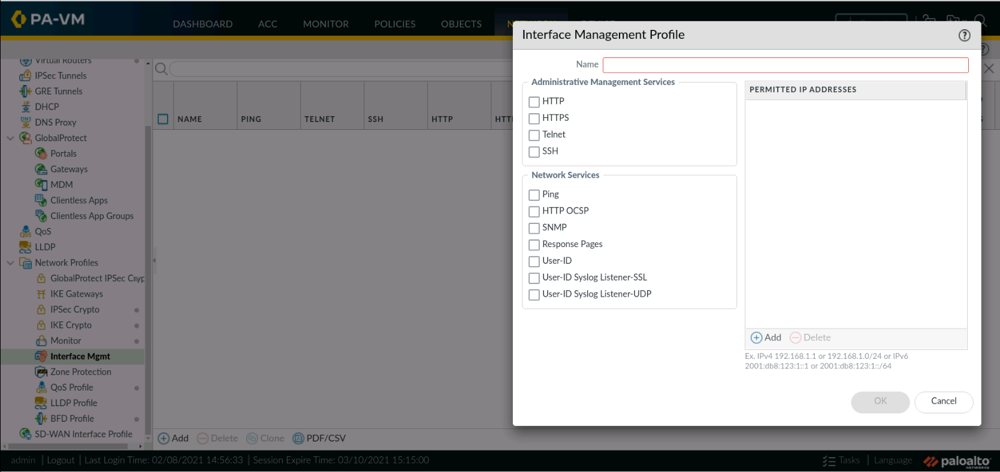 PA-VM
DASHBOARD
ACC
MONITOR
POLICIES
OBJECTS
NETWORK
DEVICE
Virtual Routers
IPSec Tunnels
GRE Tunnels
DHCP
DNS Proxy
GlobalProtect
Portals
Gateways
MDM
Clientless Apps
Clientless App Groups
QoS
LLDP
Network Profiles
GlobalProtect IPSec Cryp
IKE Gateways
IPSec Crypto
IKE Crypto
Monitor
Interface Mgmt
Zone Protection
QoS Profile
LLDP Profile
BFD Profile
SD-WAN Interface Profile
NAME
PING
TELNET
SSH
HTTP
Add
Delete
Clone
PDF/CSV
Interface Management Profile
Name
Administrative Management Services
HTTP
HTTPS
Telnet
SSH
Network Services
Ping
HTTP OCSP
SNMP
Response Pages
User-ID
User-ID Syslog Listener-SSL
User-ID Syslog Listener-UDP
PERMITTED IP ADDRESSES
Add
Delete
Ex. IPv4 192.168.1.1 or 192.168.1.0/24 or IPv6
2001:db8:123:1::1 or 2001:db8:123:1::/64
OK
Cancel
admin | Logout | Last Login Time: 02/08/2021 14:56:33 | Session Expire Time: 03/10/2021 15:15:00
Tasks | Language
paloalto
NETWORKS